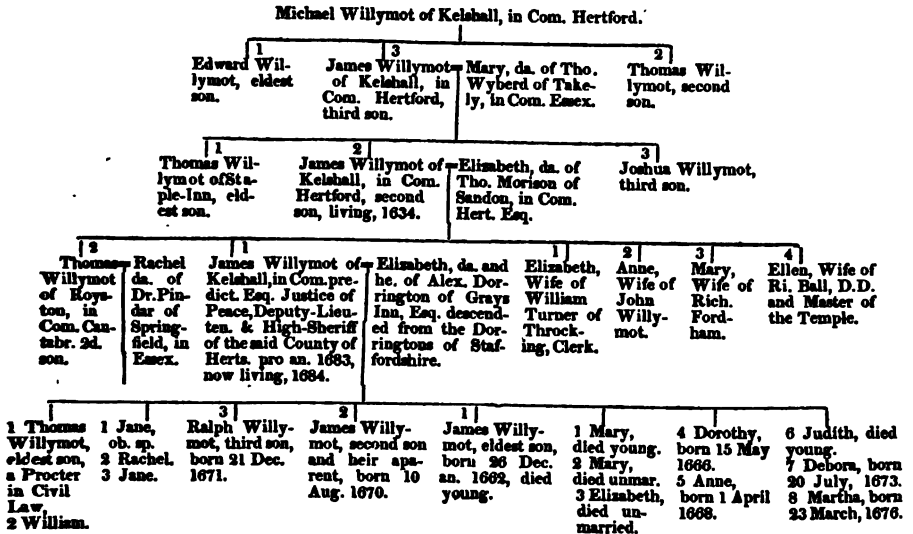 Michael Willymot of Kelshall, in Com. Hertford.
1
Edward Wil-
lymot, eldest
son.
3
James Willymot
of Kelshall, in
Com. Hertford,
third son.
Mary, da. of Tho.
Wyberd of Take-
ly, in Com. Essex.
2
Thomas Wil-
lymot, second
son.
1
Thomas Wil-
lymot of Sta-
ple-Inn, eld-
est son.
2
James Willymot of
Kelshall, in Com.
Hertford, second
son, living, 1634.
Elisabeth, da. of
Tho. Morison of
Sandon, in Com.
Hert. Esq.
3
Joshua Willymot,
third son.
2
Thomas
Willymot
of Roys-
ton, in
Com. Can-
tabr. 2d.
son.
Rachel
da. of
Dr. Pin-
dar of
Spring-
field, in
Essex.
1
James Willymot of
Kelshall, in Com. pre-
dict. Esq. Justice of
Peace, Deputy-Lieu-
ten. & High-Sheriff
of the said County of
Herts. pro an. 1683,
now living, 1684.
Elizabeth, da. and
he. of Alex. Dor-
rington of Grays
Inn, Esq. descend-
ed from the Dor-
ringtons of Staf-
fordshire.
1
Elizabeth,
Wife of
William
Turner of
Throck-
ing, Clerk.
2
Anne,
Wife of
John
Willy-
mot.
3
Mary,
Wife of
Rich.
Ford-
ham.
4
Ellen, Wife of
Ri. Ball, D.D.
and Master of
the Temple.
1 Thomas
Willymot,
eldest son,
a Procter
in Civil
Law,
2 William.
1 Jane,
ob. sp.
2 Rachel.
3 Jane.
3
Ralph Willy-
mot, third son,
born 21 Dec.
1671.
2
James Willy-
mot, second son
and heir apa-
rent, born 10
Aug. 1670.
1
James Willy-
mot, eldest son,
born 26 Dec.
an. 1662, died
young.
1 Mary,
died young.
2 Mary,
died unmar.
3 Elizabeth,
died un-
married.
4 Dorothy,
born 15 May
1666.
5 Anne,
born 1 April
1668.
6 Judith, died
young.
7 Debora, born
20 July, 1673.
8 Martha, born
23 March, 1676.